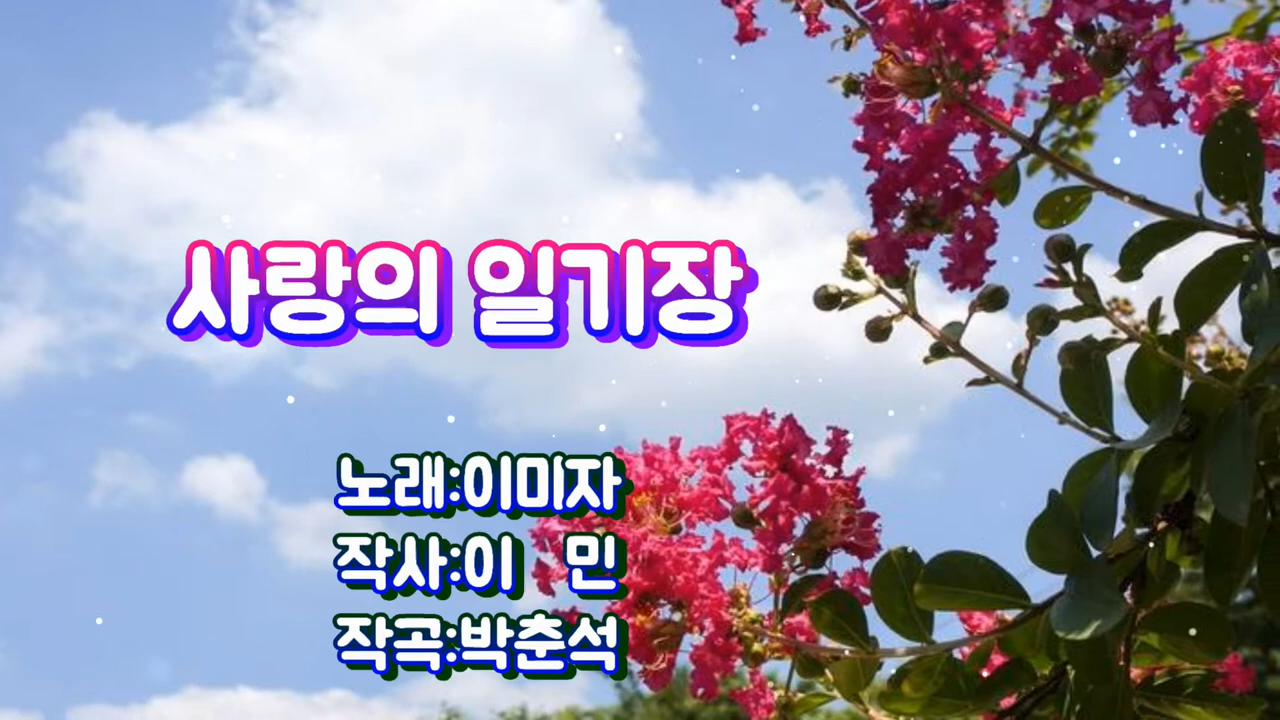 사랑의 일기장
노래:이미자
작사:이 민
작곡:박춘석